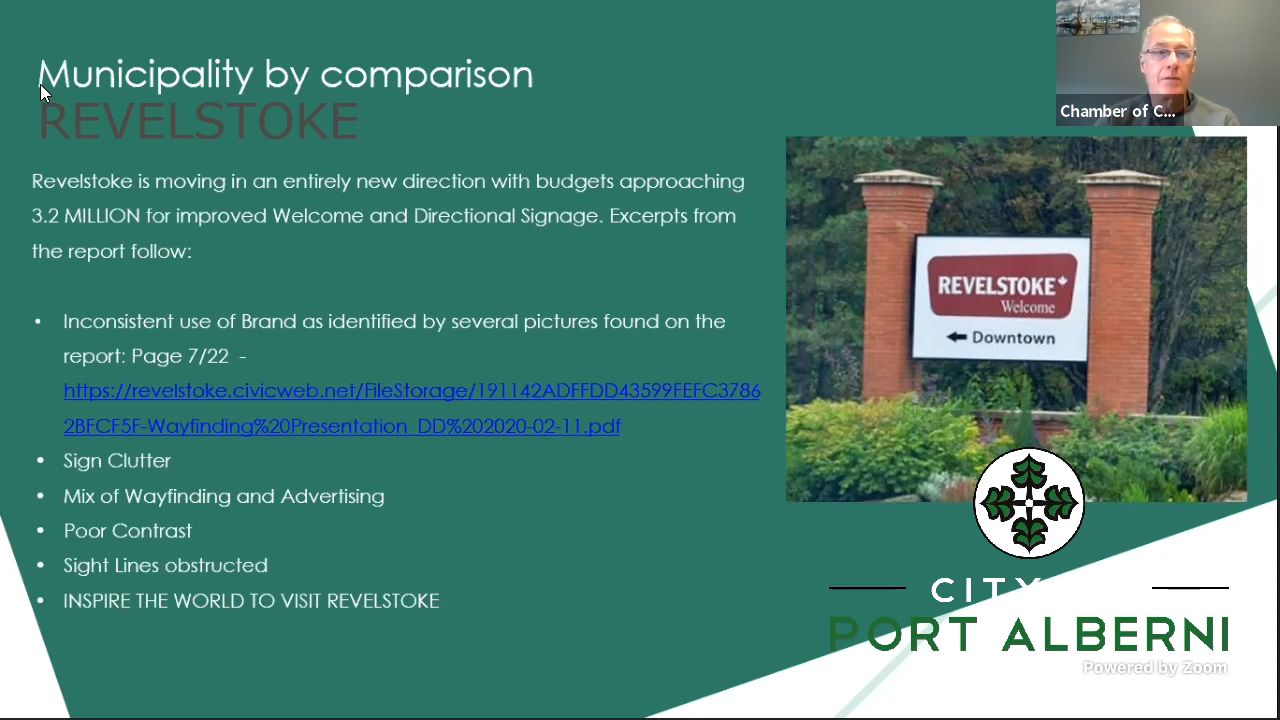 Municipality by comparison
REVELSTOKE
Revelstoke is moving in an entirely new direction with budgets approaching
3.2 MILLION for improved Welcome and Directional Signage. Excerpts from
the report follow:
• Inconsistent use of Brand as identified by several pictures found on the
report: Page 7/22 -
https://revelstoke.civicweb.net/FileStorage/191142ADFFDD43599FEFC3786
2BFCF5F-Wayfinding%20Presentation_DD%202020-02-11.pdf
• Sign Clutter
• Mix of Wayfinding and Advertising
• Poor Contrast
• Sight Lines obstructed
• INSPIRE THE WORLD TO VISIT REVELSTOKE
Chamber of C...
REVELSTOKE
Welcome
← Downtown
CITY
PORT ALBERNI
Powered by Zoom